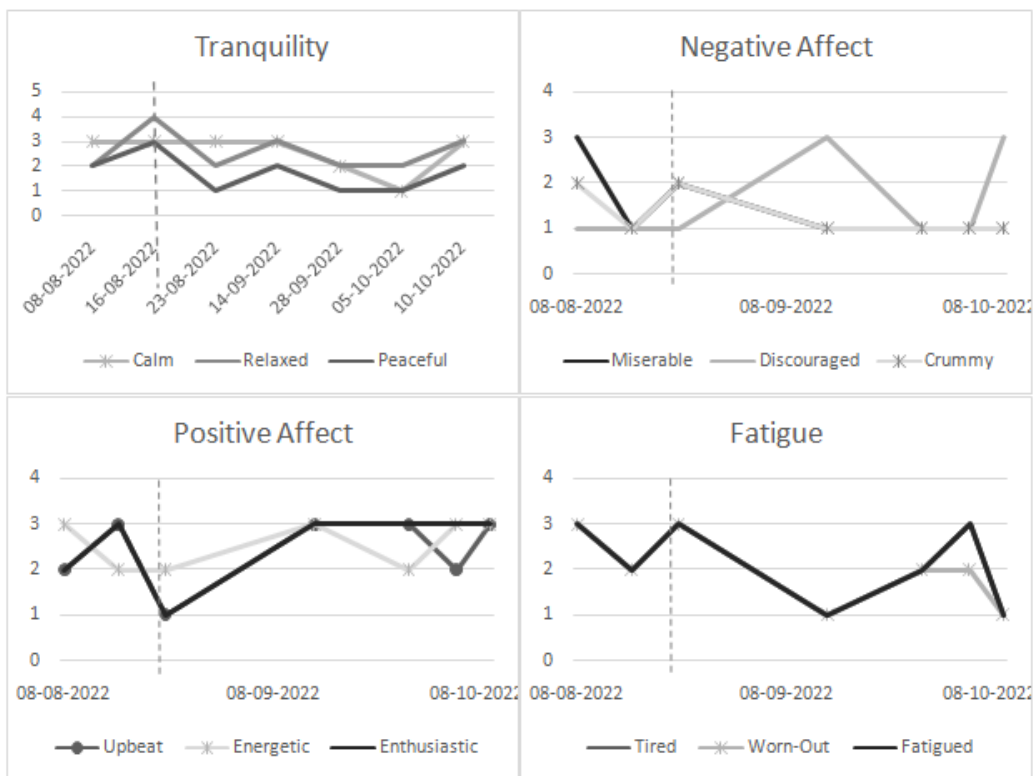 Tranquility
5
4
3
2
1
0
08-08-2022
16-08-2022
23-08-2022
14-09-2022
28-09-2022
05-10-2022
10-10-2022
Calm Relaxed Peaceful
Negative Affect
4
3
2
1
0
08-08-2022 08-09-2022 08-10-2022
Miserable Discouraged Crummy
Positive Affect
4
3
2
1
0
08-08-2022 08-09-2022 08-10-2022
Upbeat Energetic Enthusiastic
Fatigue
4
3
2
1
0
08-08-2022 08-09-2022 08-10-2022
Tired Worn-Out Fatigued